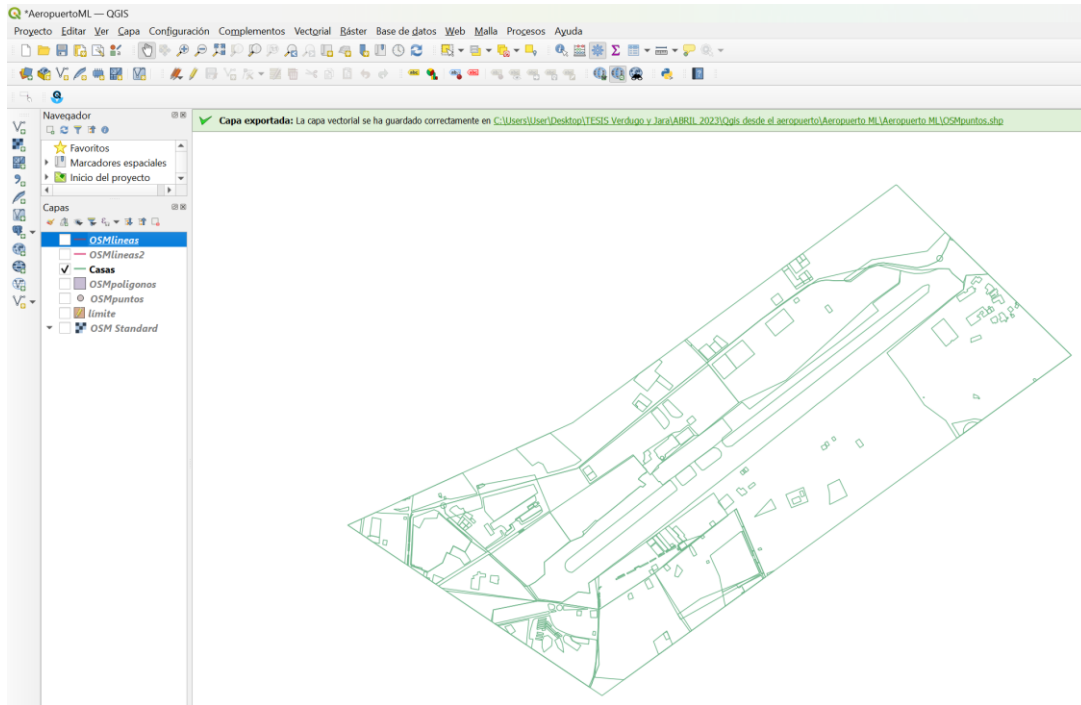 *AeropuertoML — QGIS
Proyecto Editar Ver Capa Configuración Complementos Vectorial Ráster Base de datos Web Malla Procesos Ayuda
Navegador
Favoritos
Marcadores espaciales
Inicio del proyecto
Capas
OSMlineas
OSMlineas2
Casas
OSMpoligonos
OSMpuntos
limite
OSM Standard
Capa exportada: La capa vectorial se ha guardado correctamente en C:\Users\User\Desktop\TESIS Verdugo y Jara\ABRIL 2023\Qgis desde el aeropuerto\Aeropuerto ML\Aeropuerto ML\OSMpuntos.shp